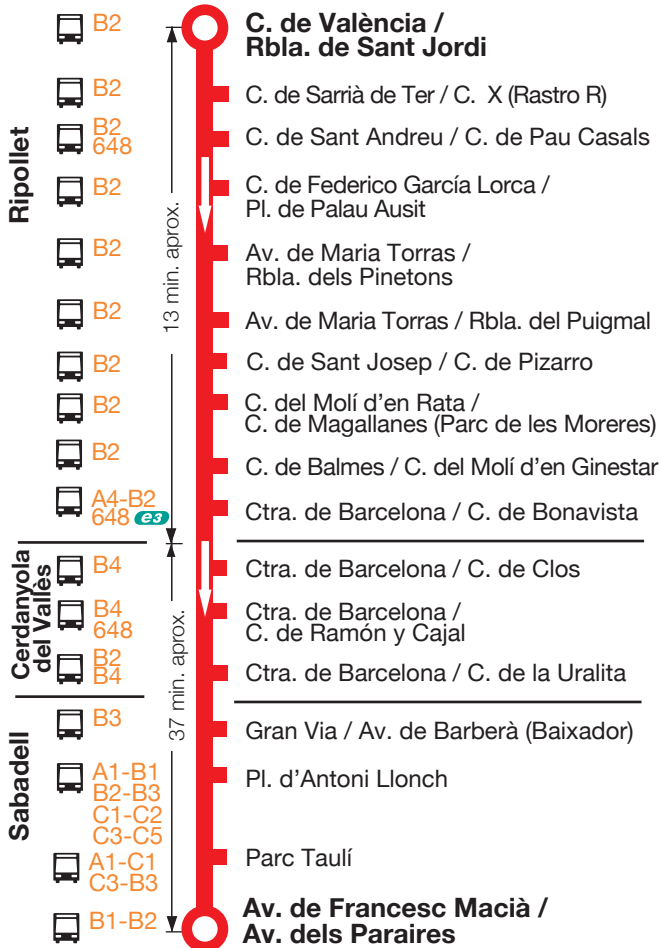 Ripollet
B2
C. de València /
Rbla. de Sant Jordi
B2
C. de Sarrià de Ter / C. X (Rastro R)
B2
648
C. de Sant Andreu / C. de Pau Casals
B2
C. de Federico García Lorca /
Pl. de Palau Ausit
B2
Av. de Maria Torras /
Rbla. dels Pinetons
13 min. aprox.
B2
Av. de Maria Torras / Rbla. del Puigmal
B2
C. de Sant Josep / C. de Pizarro
B2
C. del Molí d'en Rata /
C. de Magallanes (Parc de les Moreres)
B2
C. de Balmes / C. del Molí d'en Ginestar
A4-B2
648 e3
Ctra. de Barcelona / C. de Bonavista
Cerdanyola
del Vallès
B4
Ctra. de Barcelona / C. de Clos
B4
648
Ctra. de Barcelona /
C. de Ramón y Cajal
B2
B4
Ctra. de Barcelona / C. de la Uralita
37 min. aprox.
Sabadell
B3
Gran Via / Av. de Barberà (Baixador)
A1-B1
B2-B3
C1-C2
C3-C5
Pl. d'Antoni Llonch
A1-C1
C3-B3
Parc Taulí
B1-B2
Av. de Francesc Macià /
Av. dels Paraires